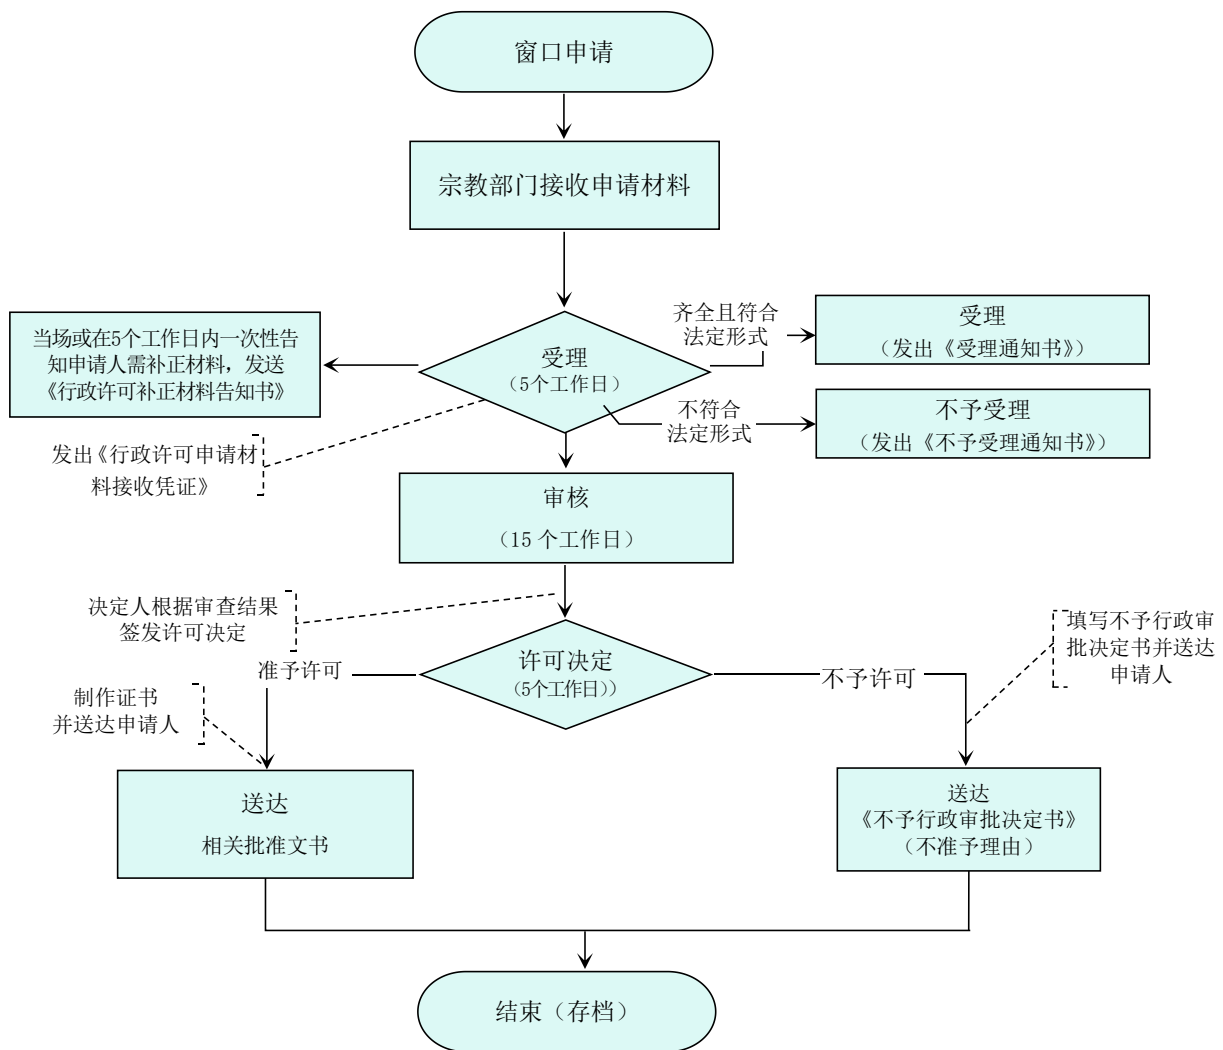 窗口申请
宗教部门接收申请材料
当场或在5个工作日内一次性告
知申请人需补正材料，发送
《行政许可补正材料告知书》
受理
（5个工作日）
齐全且符合
法定形式
受理
（发出《受理通知书》）
不符合
法定形式
不予受理
（发出《不予受理通知书》）
发出《行政许可申请材
料接收凭证》
审核
（15 个工作日）
决定人根据审查结果
签发许可决定
许可决定
（5个工作日））
准予许可
不予许可
填写不予行政审
批决定书并送达
申请人
制作证书
并送达申请人
送达
相关批准文书
送达
《不予行政审批决定书》
（不准予理由）
结束（存档）